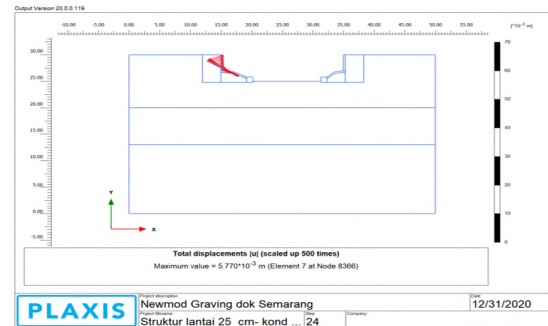 Output Version 20.0.0.119
-10.00 -5.00 0.00 5.00 10.00 15.00 20.00 25.00 30.00 35.00 40.00 45.00 50.00 55.00
[*10⁻³ m]
30.00
25.00
20.00
15.00
10.00
5.00
0.00
-5.00
70
60
50
40
30
20
10
0
Y
X
Total displacements |u| (scaled up 500 times)
Maximum value = 5.770*10⁻³ m (Element 7 at Node 8366)
PLAXIS
Project description
Newmod Graving dok Semarang
Date
12/31/2020
Project filename
Struktur lantai 25 cm- kond ...
Step
24
Company